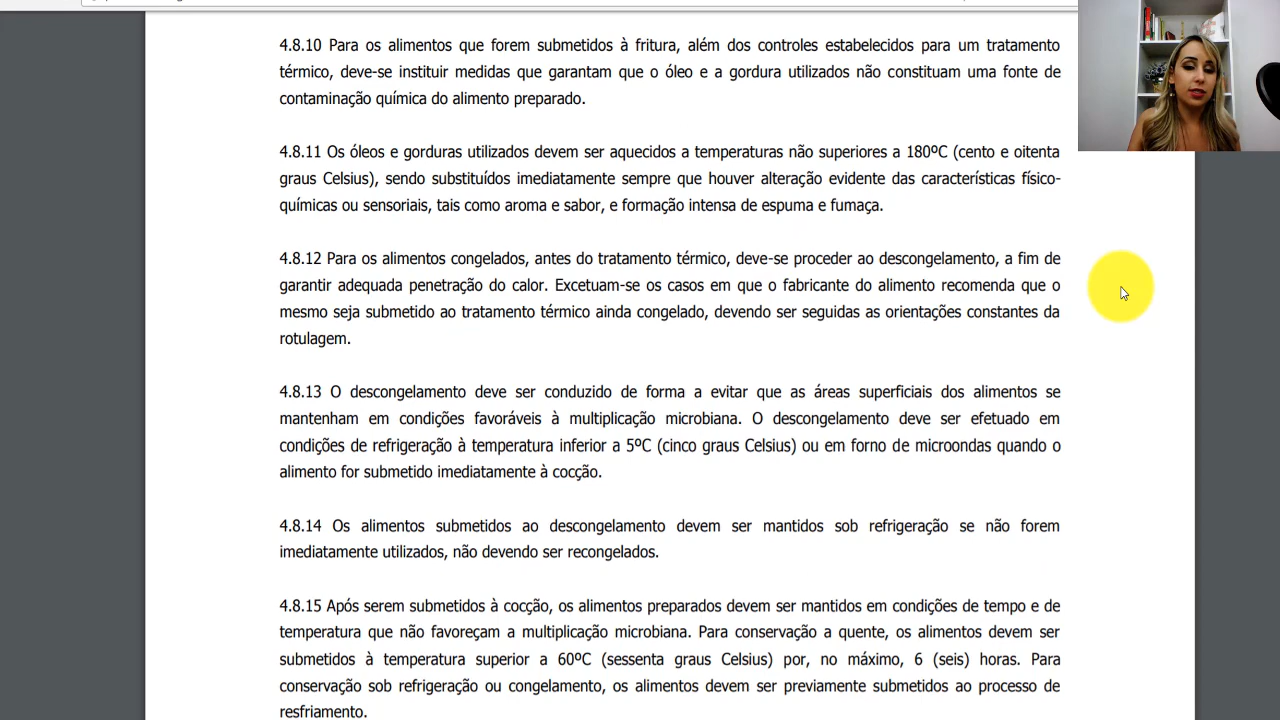 4.8.10 Para os alimentos que forem submetidos à fritura, além dos controles estabelecidos para um tratamento
térmico, deve-se instituir medidas que garantam que o óleo e a gordura utilizados não constituam uma fonte de
contaminação química do alimento preparado.
4.8.11 Os óleos e gorduras utilizados devem ser aquecidos a temperaturas não superiores a 180ºC (cento e oitenta
graus Celsius), sendo substituídos imediatamente sempre que houver alteração evidente das características físico-
químicas ou sensoriais, tais como aroma e sabor, e formação intensa de espuma e fumaça.
4.8.12 Para os alimentos congelados, antes do tratamento térmico, deve-se proceder ao descongelamento, a fim de
garantir adequada penetração do calor. Excetuam-se os casos em que o fabricante do alimento recomenda que o
mesmo seja submetido ao tratamento térmico ainda congelado, devendo ser seguidas as orientações constantes da
rotulagem.
4.8.13 O descongelamento deve ser conduzido de forma a evitar que as áreas superficiais dos alimentos se
mantenham em condições favoráveis à multiplicação microbiana. O descongelamento deve ser efetuado em
condições de refrigeração à temperatura inferior a 5ºC (cinco graus Celsius) ou em forno de microondas quando o
alimento for submetido imediatamente à cocção.
4.8.14 Os alimentos submetidos ao descongelamento devem ser mantidos sob refrigeração se não forem
imediatamente utilizados, não devendo ser recongelados.
4.8.15 Após serem submetidos à cocção, os alimentos preparados devem ser mantidos em condições de tempo e de
temperatura que não favoreçam a multiplicação microbiana. Para conservação a quente, os alimentos devem ser
submetidos à temperatura superior a 60ºC (sessenta graus Celsius) por, no máximo, 6 (seis) horas. Para
conservação sob refrigeração ou congelamento, os alimentos devem ser previamente submetidos ao processo de
resfriamento.